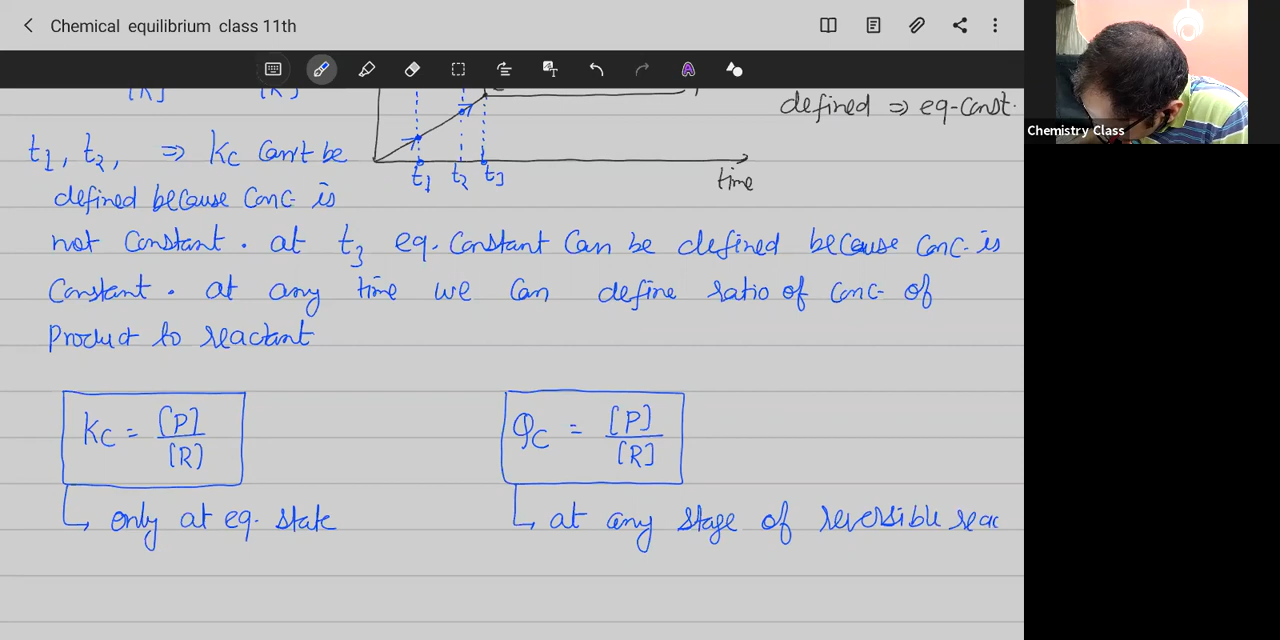 Chemical equilibrium class 11th
[R] [R]
defined ⇒ eq-const.
Chemistry Class
t1, t2, ⇒ Kc Can't be
t1 t2 t3 time
defined because Conc- is
not Constant. at t3 eq. Constant Can be defined because Conc- is
Constant. at any time we Can define ratio of Conc- of
Product to reactant
Kc = [P]/[R] Qc = [P]/[R]
↳ only at eq. state ↳ at any stage of reversible reac